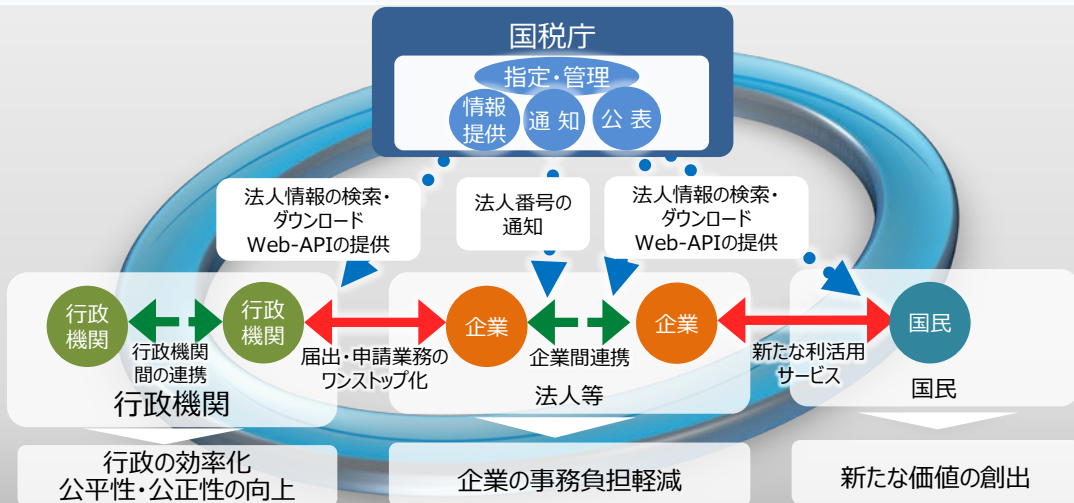 国税庁
指定・管理
情報
提供
通 知
公 表
法人情報の検索・
ダウンロード
Web-APIの提供
法人番号の
通知
法人情報の検索・
ダウンロード
Web-APIの提供
行政
機関
行政
機関
企業
企業
国民
行政機関
間の連携
届出・申請業務の
ワンストップ化
企業間連携
新たな利活用
サービス
行政機関
法人等
国民
行政の効率化
公平性・公正性の向上
企業の事務負担軽減
新たな価値の創出